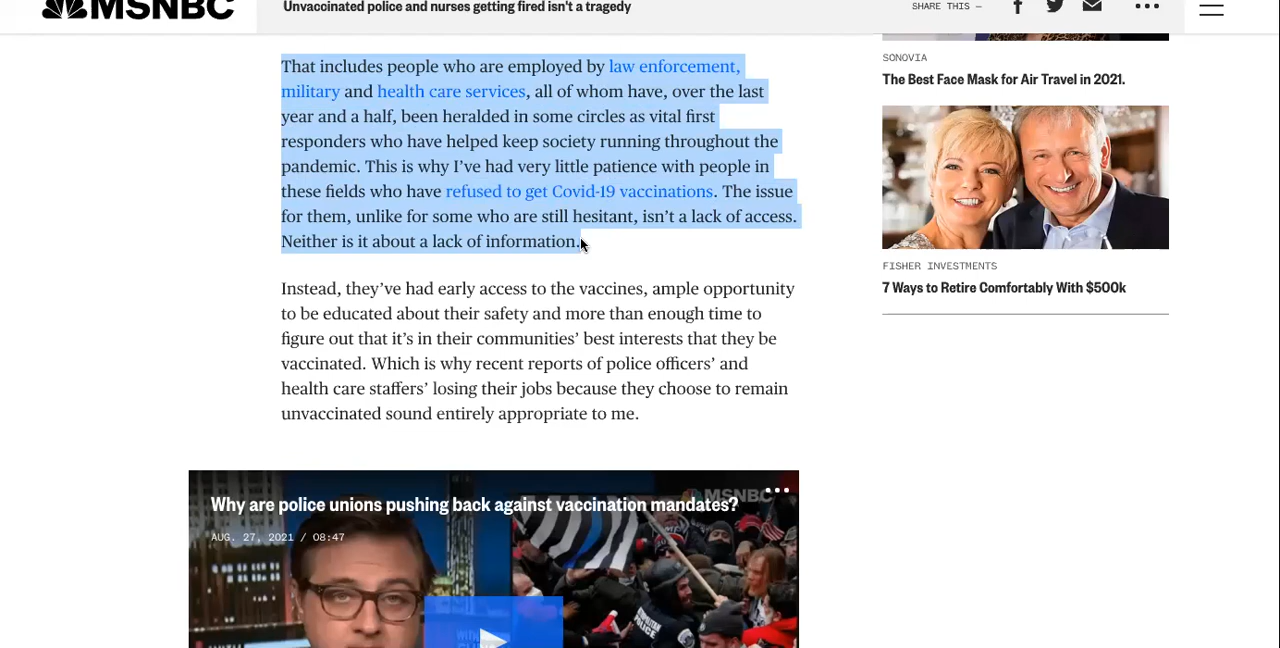 MSNBC
Unvaccinated police and nurses getting fired isn't a tragedy
SHARE THIS —
That includes people who are employed by law enforcement,
military and health care services, all of whom have, over the last
year and a half, been heralded in some circles as vital first
responders who have helped keep society running throughout the
pandemic. This is why I’ve had very little patience with people in
these fields who have refused to get Covid-19 vaccinations. The issue
for them, unlike for some who are still hesitant, isn’t a lack of access.
Neither is it about a lack of information.
Instead, they’ve had early access to the vaccines, ample opportunity
to be educated about their safety and more than enough time to
figure out that it’s in their communities’ best interests that they be
vaccinated. Which is why recent reports of police officers’ and
health care staffers’ losing their jobs because they choose to remain
unvaccinated sound entirely appropriate to me.
MSNBC
Why are police unions pushing back against vaccination mandates?
AUG. 27, 2021 / 08:47
POLICE
SONOVIA
The Best Face Mask for Air Travel in 2021.
FISHER INVESTMENTS
7 Ways to Retire Comfortably With $500k